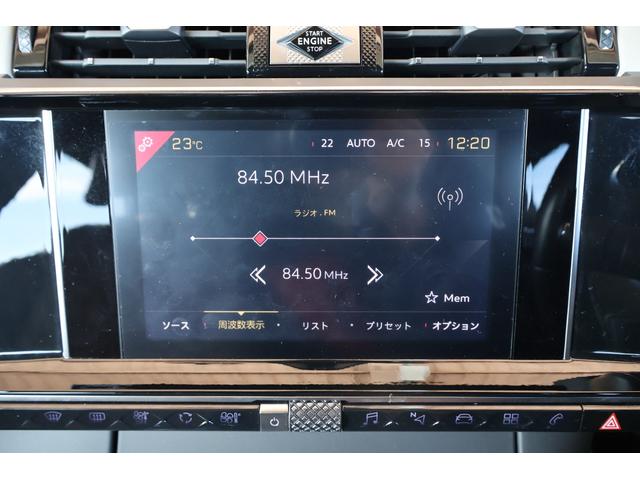 START
ENGINE
STOP
23℃ 22 AUTO A/C 15 12:20
84.50 MHz
ラジオ . FM
84.50 MHz
Mem
ソース 周波数表示 リスト プリセット オプション
N